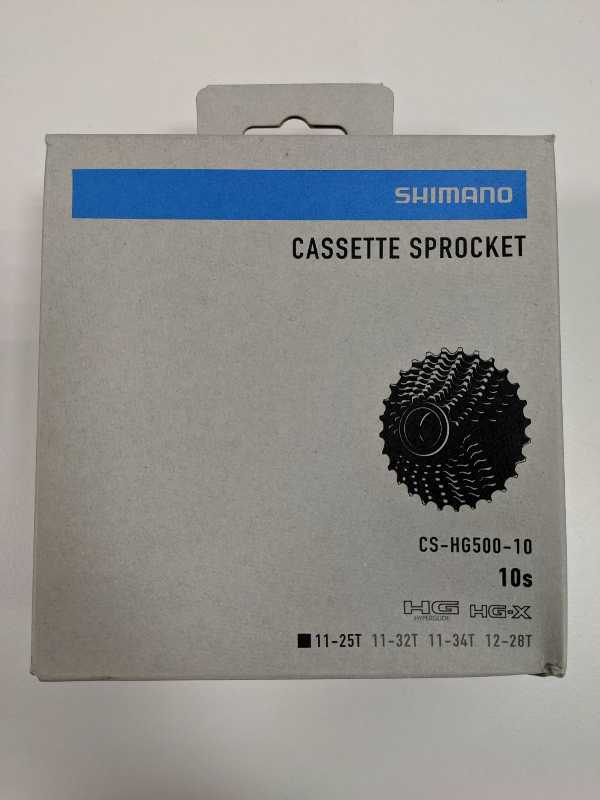 SHIMANO
CASSETTE SPROCKET
CS-HG500-10
10s
HG HG-X
HYPERGLIDE
■11-25T 11-32T 11-34T 12-28T